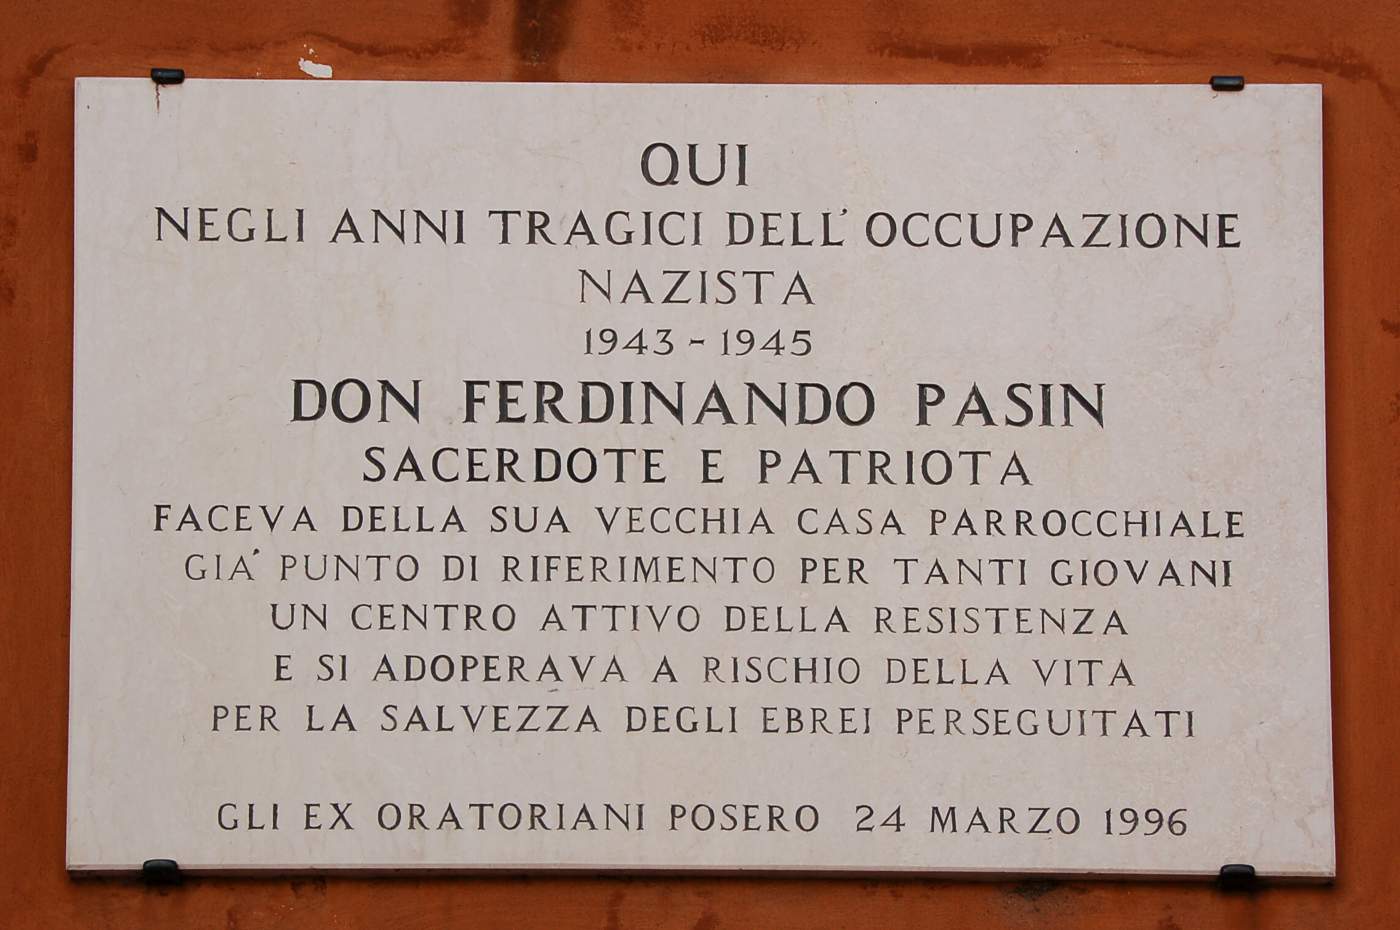 QUI
NEGLI ANNI TRAGICI DELL'OCCUPAZIONE
NAZISTA
1943 - 1945
DON FERDINANDO PASIN
SACERDOTE E PATRIOTA
FACEVA DELLA SUA VECCHIA CASA PARROCCHIALE
GIA' PUNTO DI RIFERIMENTO PER TANTI GIOVANI
UN CENTRO ATTIVO DELLA RESISTENZA
E SI ADOPERAVA A RISCHIO DELLA VITA
PER LA SALVEZZA DEGLI EBREI PERSEGUITATI
GLI EX ORATORIANI POSERO 24 MARZO 1996